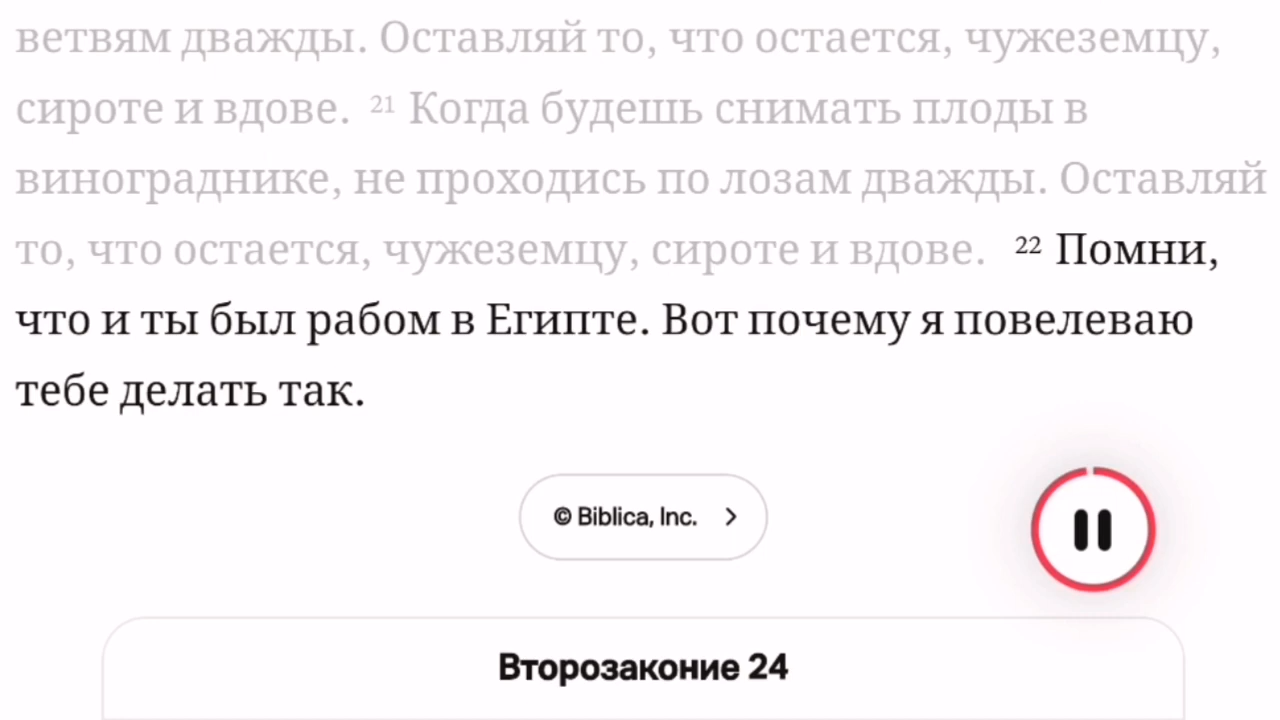 ветвям дважды. Оставляй то, что остается, чужеземцу,
сироте и вдове. 21 Когда будешь снимать плоды в
винограднике, не проходись по лозам дважды. Оставляй
то, что остается, чужеземцу, сироте и вдове. 22 Помни,
что и ты был рабом в Египте. Вот почему я повелеваю
тебе делать так.
© Biblica, Inc.
Второзаконие 24